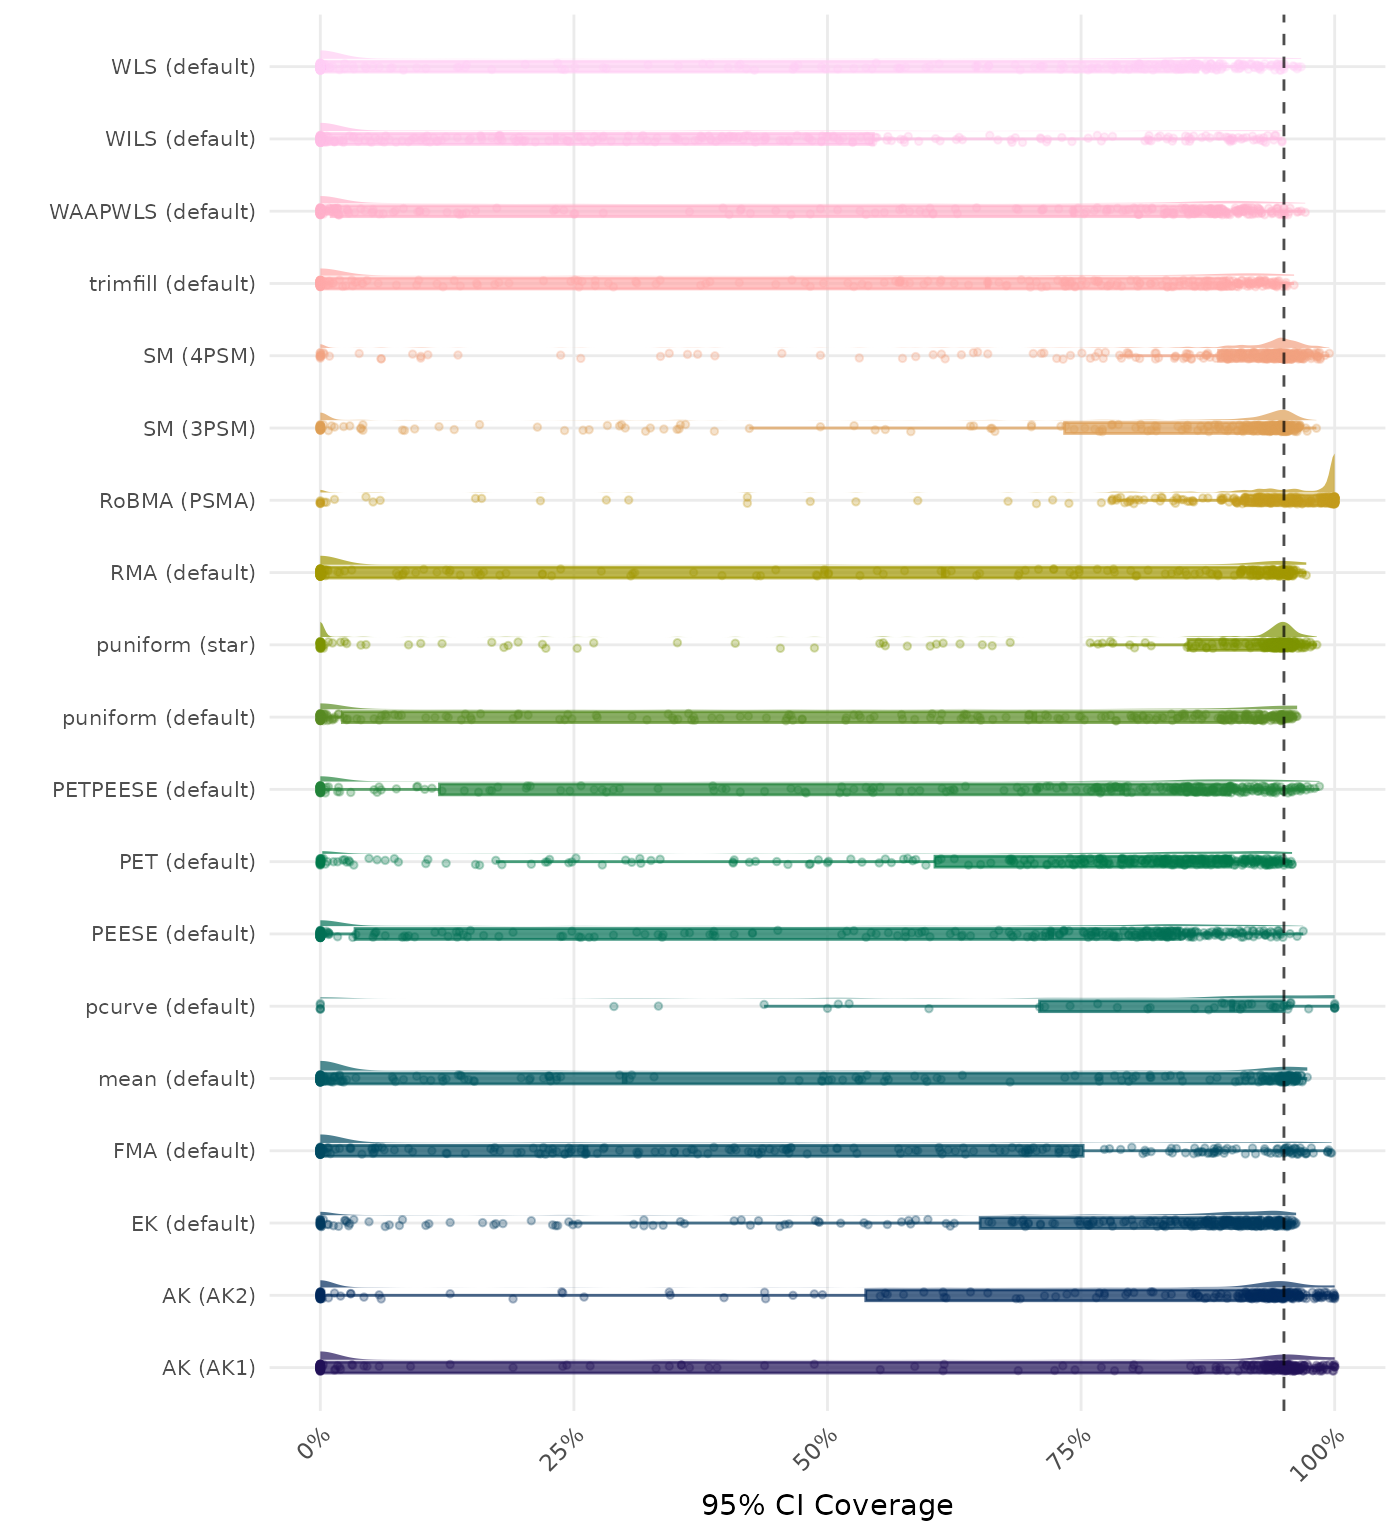 WLS (default)
WILS (default)
WAAPWLS (default)
trimfill (default)
SM (4PSM)
SM (3PSM)
RoBMA (PSMA)
RMA (default)
puniform (star)
puniform (default)
PETPEESE (default)
PET (default)
PEESE (default)
pcurve (default)
mean (default)
FMA (default)
EK (default)
AK (AK2)
AK (AK1)
0%
25%
50%
75%
100%
95% CI Coverage